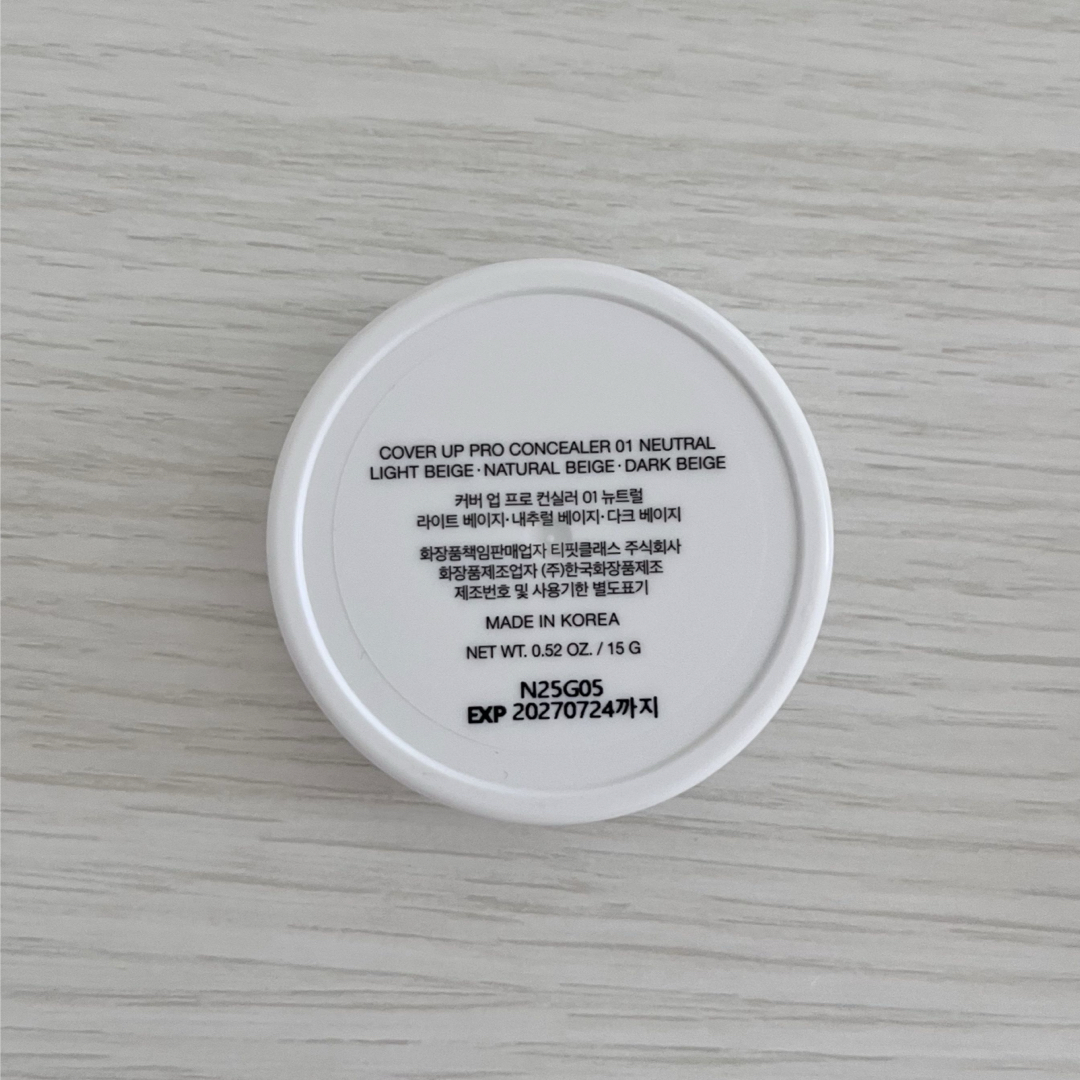 COVER UP PRO CONCEALER 01 NEUTRAL
LIGHT BEIGE · NATURAL BEIGE · DARK BEIGE
커버 업 프로 컨실러 01 뉴트럴
라이트 베이지 · 내추럴 베이지 · 다크 베이지
화장품책임판매업자 티핏클래스 주식회사
화장품제조업자 (주)한국화장품제조
제조번호 및 사용기한 별도표기
MADE IN KOREA
NET WT. 0.52 OZ. / 15 G
N25G05
EXP 20270724까지